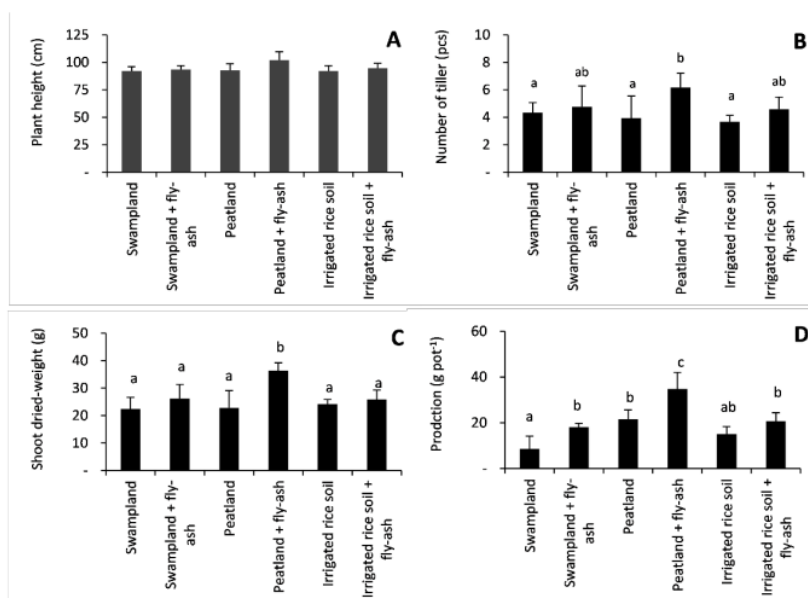 A
Plant height (cm)
125
100
75
50
25
-
Swampland
Swampland + fly-
ash
Peatland
Peatland + fly-ash
Irrigated rice soil
Irrigated rice soil +
fly-ash
B
Number of tiller (pcs)
10
8
6
4
2
-
a
ab
a
b
a
ab
Swampland
Swampland + fly-
ash
Peatland
Peatland + fly-ash
Irrigated rice soil
Irrigated rice soil +
fly-ash
C
Shoot dried-weight (g)
50
40
30
20
10
-
a
a
a
b
a
a
Swampland
Swampland + fly-
ash
Peatland
Peatland + fly-ash
Irrigated rice soil
Irrigated rice soil +
fly-ash
D
Prodction (g pot⁻¹)
60
40
20
-
a
b
b
c
ab
b
Swampland
Swampland + fly-
ash
Peatland
Peatland + fly-ash
Irrigated rice soil
Irrigated rice soil +
fly-ash